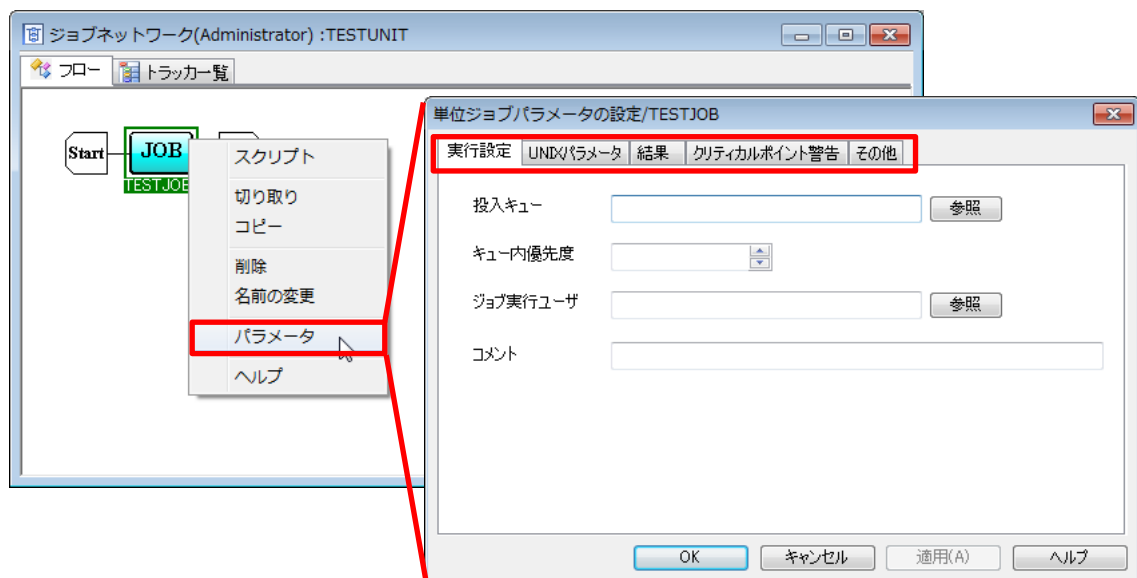 ジョブネットワーク(Administrator) :TESTUNIT
フロー トラッカ一覧
Start
JOB
TESTJOB
スクリプト
切り取り
コピー
削除
名前の変更
パラメータ
ヘルプ
単位ジョブパラメータの設定/TESTJOB
実行設定 UNIXパラメータ 結果 クリティカルポイント警告 その他
投入キュー 参照
キュー内優先度
ジョブ実行ユーザ 参照
コメント
OK キャンセル 適用(A) ヘルプ